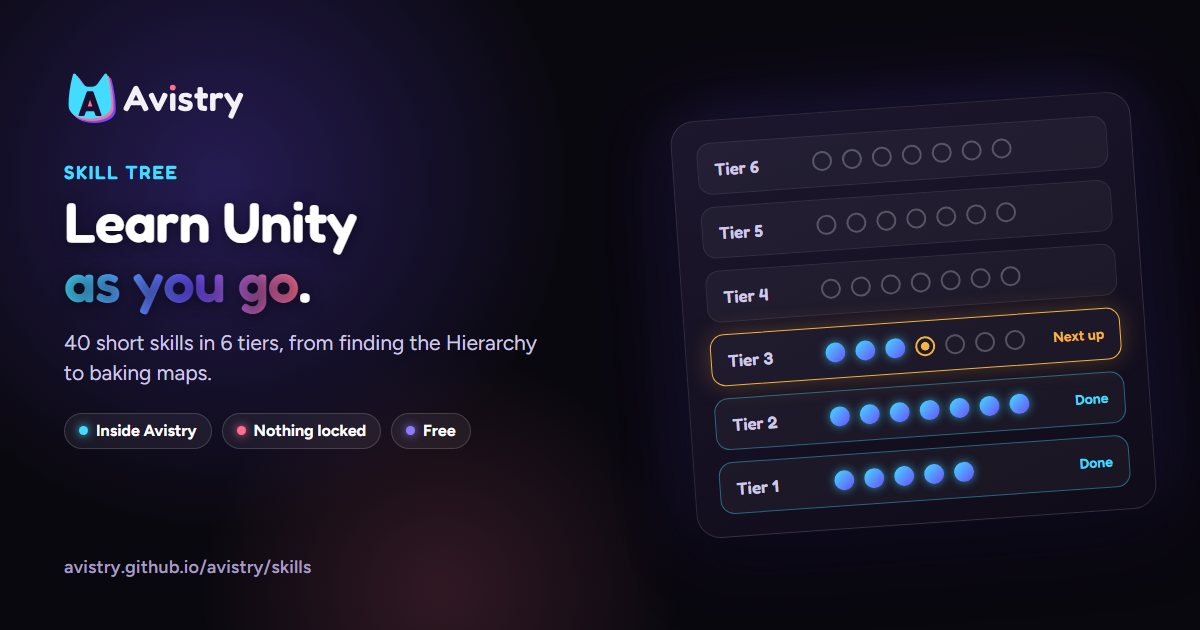 A Avistry
SKILL TREE
Learn Unity
as you go.
40 short skills in 6 tiers, from finding the Hierarchy
to baking maps.
Inside Avistry
Nothing locked
Free
avistry.github.io/avistry/skills
Tier 6
Tier 5
Tier 4
Tier 3 Next up
Tier 2 Done
Tier 1 Done